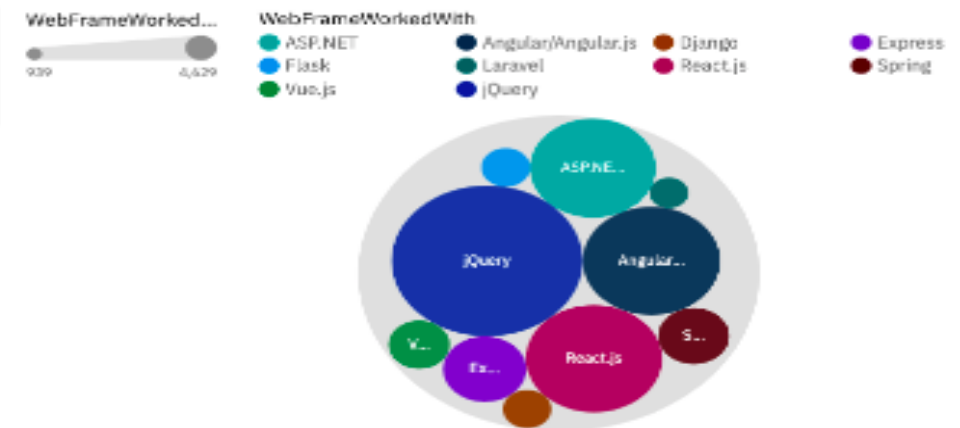 WebFrameWorked...
939
4,629
WebFrameWorkedWith
ASP.NET Angular/Angular.js Django Express
Flask Laravel React.js Spring
Vue.js jQuery
ASP.NE...
jQuery
Angular...
V...
Ex...
React.js
S...